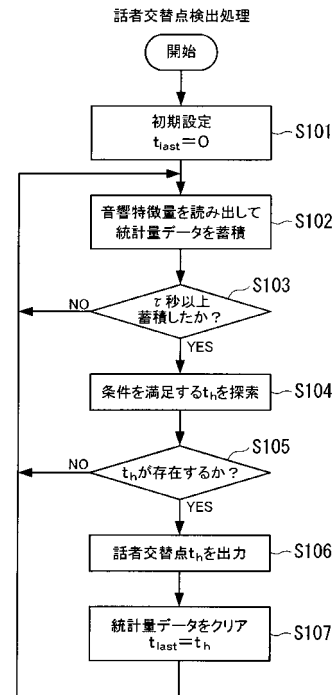 話者交替点検出処理
開始
初期設定
t_last=0
S101
音響特徴量を読み出して
統計量データを蓄積
S102
τ秒以上
蓄積したか？
S103
NO
YES
条件を満足するt_hを探索
S104
t_hが存在するか？
S105
NO
YES
話者交替点t_hを出力
S106
統計量データをクリア
t_last=t_h
S107